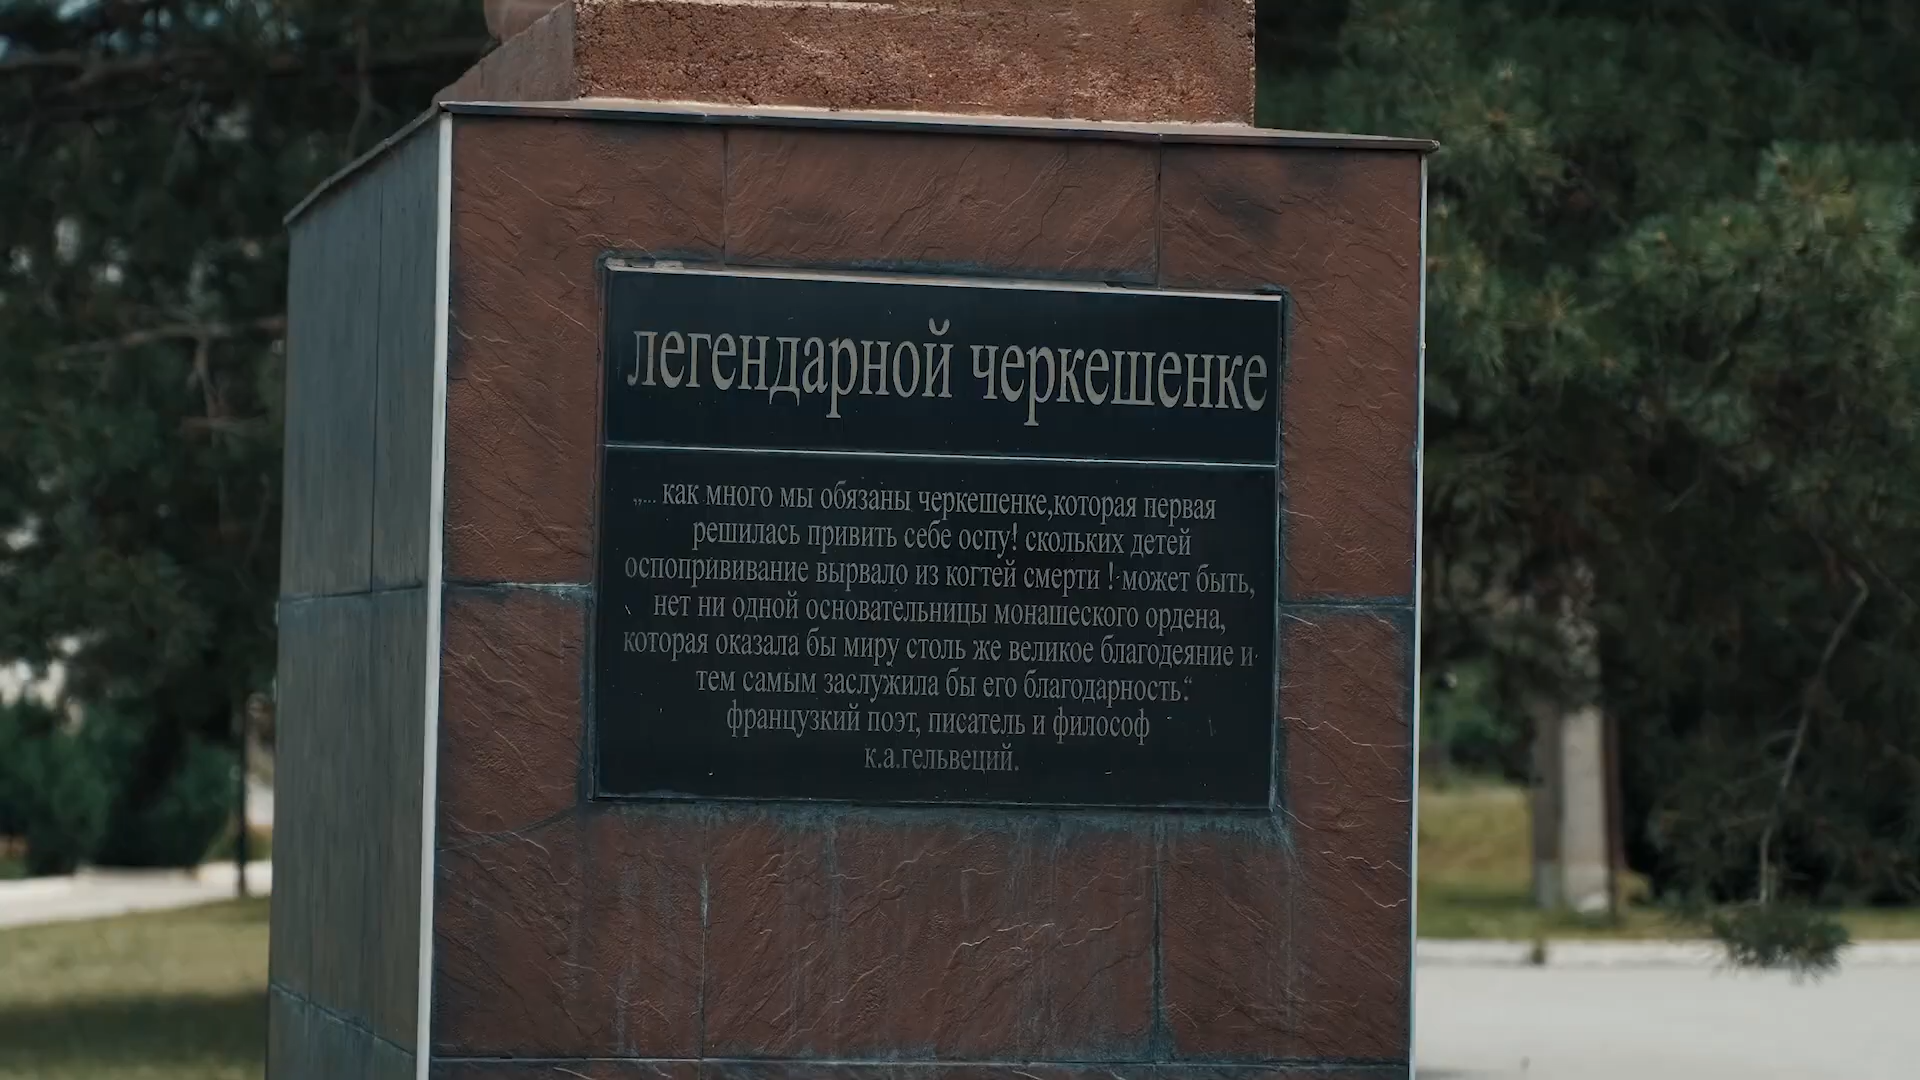 легендарной черкешенке
„... как много мы обязаны черкешенке,которая первая
решилась привить себе оспу! скольких детей
оспопрививание вырвало из когтей смерти ! может быть,
нет ни одной основательницы монашеского ордена,
которая оказала бы миру столь же великое благодеяние и
тем самым заслужила бы его благодарность.“
французкий поэт, писатель и философ
к.а.гельвеций.